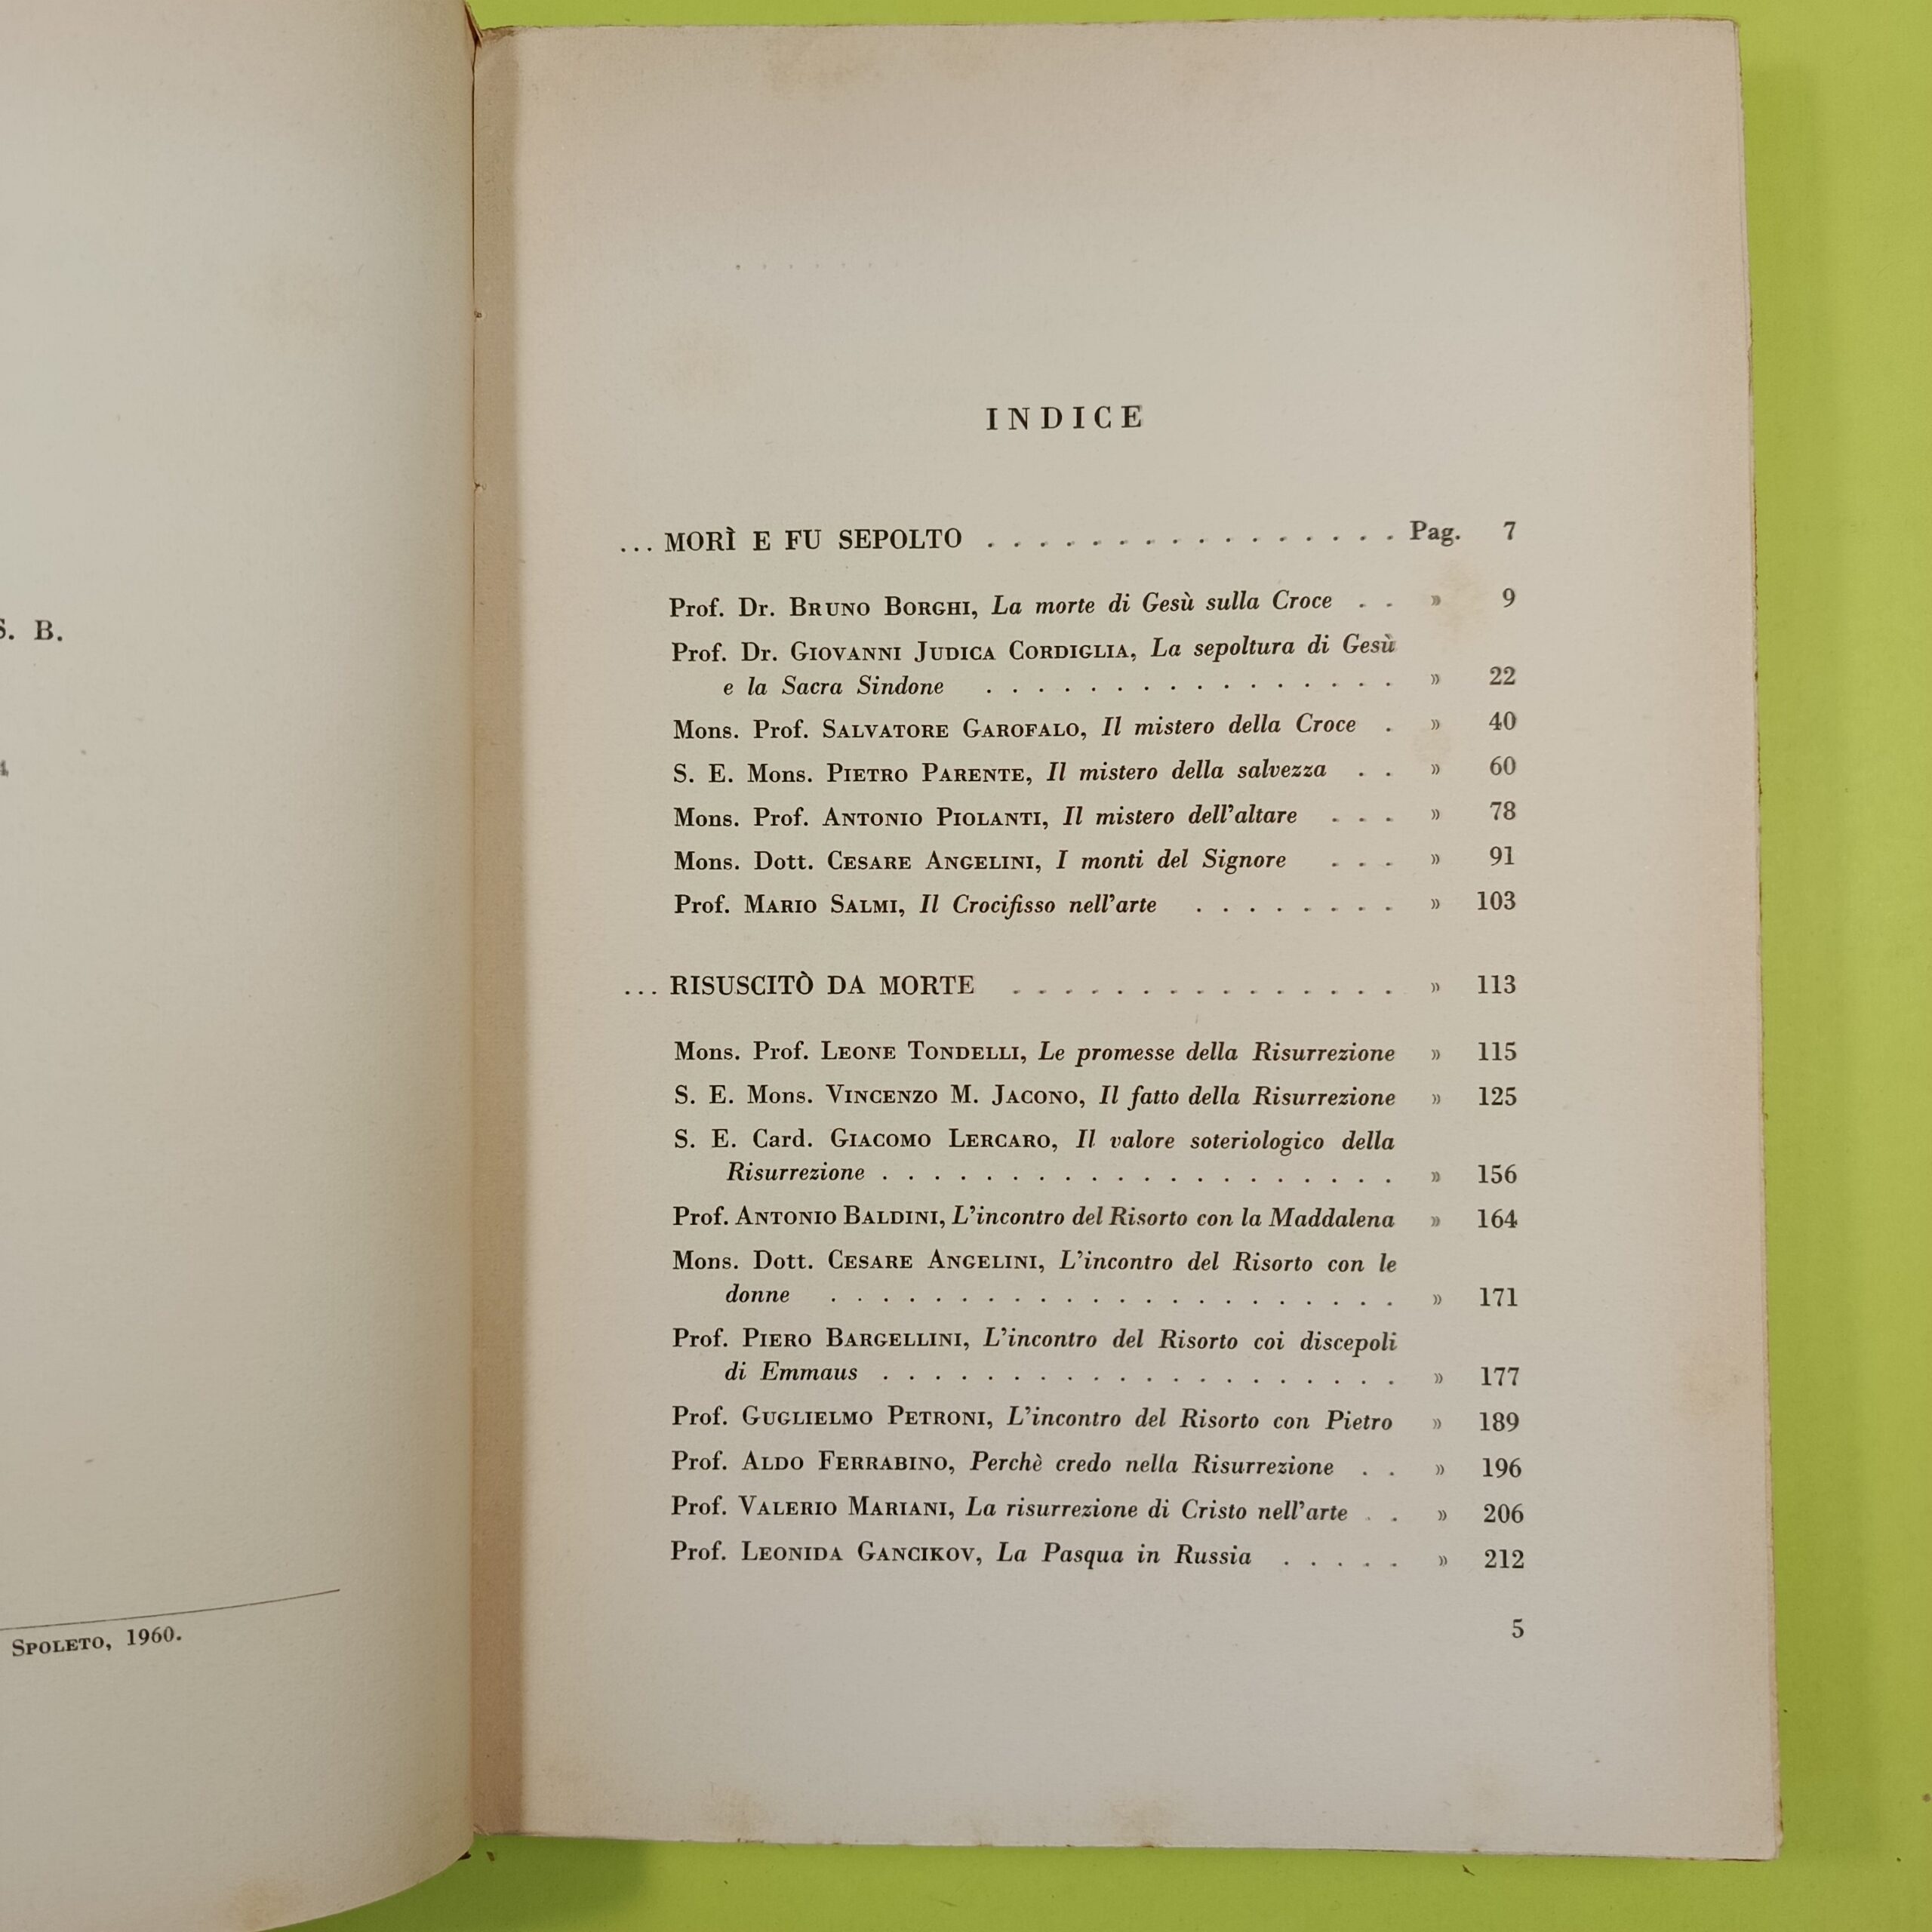 S. B.
SPOLETO, 1960.
INDICE
... MORÌ E FU SEPOLTO . . . . . . . . . . . . . . . . Pag. 7
Prof. Dr. BRUNO BORGHI, La morte di Gesù sulla Croce . . » 9
Prof. Dr. GIOVANNI JUDICA CORDIGLIA, La sepoltura di Gesù
e la Sacra Sindone . . . . . . . . . . . . . . . . » 22
Mons. Prof. SALVATORE GAROFALO, Il mistero della Croce . » 40
S. E. Mons. PIETRO PARENTE, Il mistero della salvezza . . » 60
Mons. Prof. ANTONIO PIOLANTI, Il mistero dell'altare . . . » 78
Mons. Dott. CESARE ANGELINI, I monti del Signore . . . » 91
Prof. MARIO SALMI, Il Crocifisso nell'arte . . . . . . . . » 103
... RISUSCITÒ DA MORTE . . . . . . . . . . . . . . . » 113
Mons. Prof. LEONE TONDELLI, Le promesse della Risurrezione » 115
S. E. Mons. VINCENZO M. JACONO, Il fatto della Risurrezione » 125
S. E. Card. GIACOMO LERCARO, Il valore soteriologico della
Risurrezione . . . . . . . . . . . . . . . . . . . . » 156
Prof. ANTONIO BALDINI, L'incontro del Risorto con la Maddalena » 164
Mons. Dott. CESARE ANGELINI, L'incontro del Risorto con le
donne . . . . . . . . . . . . . . . . . . . . . . » 171
Prof. PIERO BARGELLINI, L'incontro del Risorto coi discepoli
di Emmaus . . . . . . . . . . . . . . . . . . . . » 177
Prof. GUGLIELMO PETRONI, L'incontro del Risorto con Pietro » 189
Prof. ALDO FERRABINO, Perchè credo nella Risurrezione . . » 196
Prof. VALERIO MARIANI, La risurrezione di Cristo nell'arte . . » 206
Prof. LEONIDA GANCIKOV, La Pasqua in Russia . . . . . » 212
5